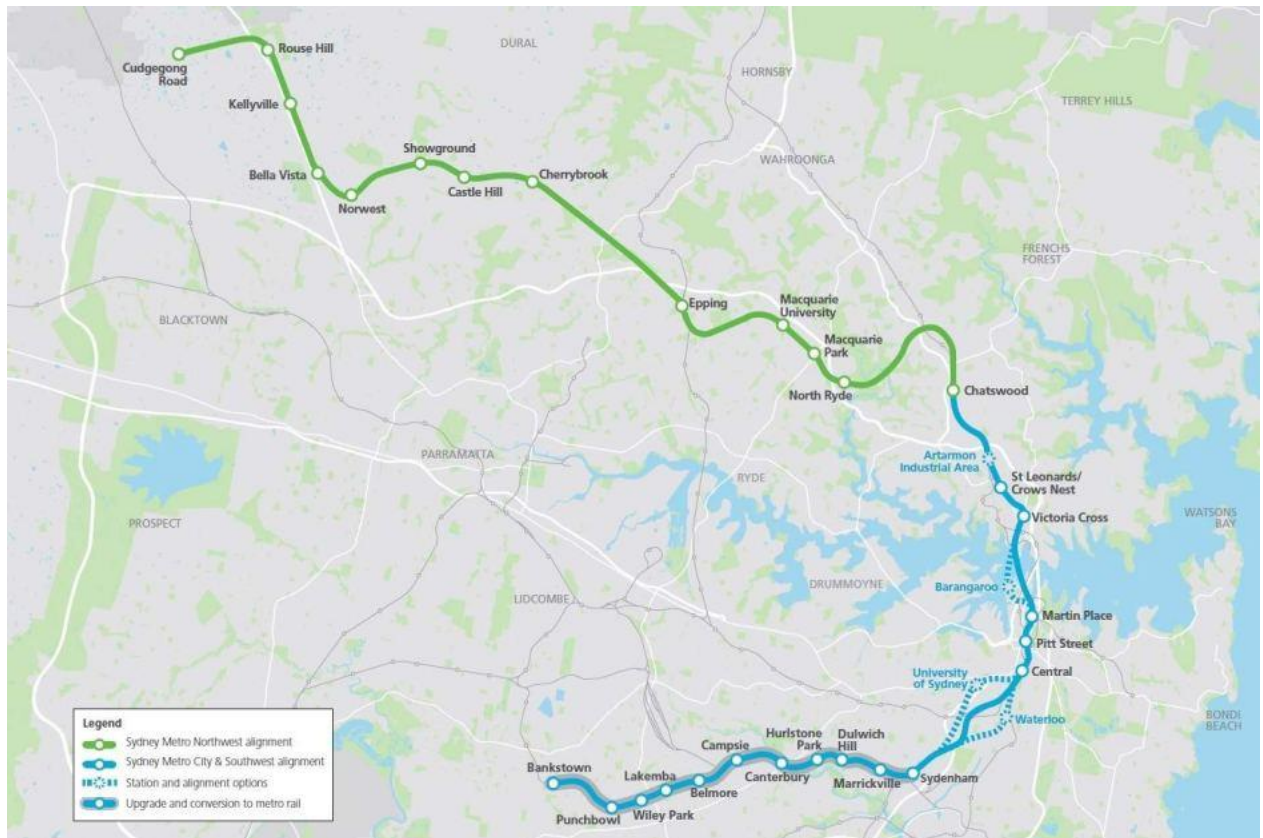 DURAL
HORNSBY
TERREY HILLS
Rouse Hill
Cudgegong
Road
Kellyville
WAHROONGA
Showground
Bella Vista
Castle Hill
Cherrybrook
Norwest
FRENCHS
FOREST
Epping
Macquarie
University
BLACKTOWN
Macquarie
Park
North Ryde
Chatswood
PARRAMATTA
Artarmon
Industrial Area
RYDE
St Leonards/
Crows Nest
PROSPECT
Victoria Cross
WATSONS
BAY
DRUMMOYNE
Barangaroo
LIDCOMBE
Martin Place
Pitt Street
University
of Sydney
Central
Waterloo
BONDI
BEACH
Legend
Sydney Metro Northwest alignment
Sydney Metro City & Southwest alignment
Station and alignment options
Upgrade and conversion to metro rail
Bankstown
Punchbowl
Wiley Park
Lakemba
Belmore
Campsie
Canterbury
Hurlstone
Park
Dulwich
Hill
Marrickville
Sydenham